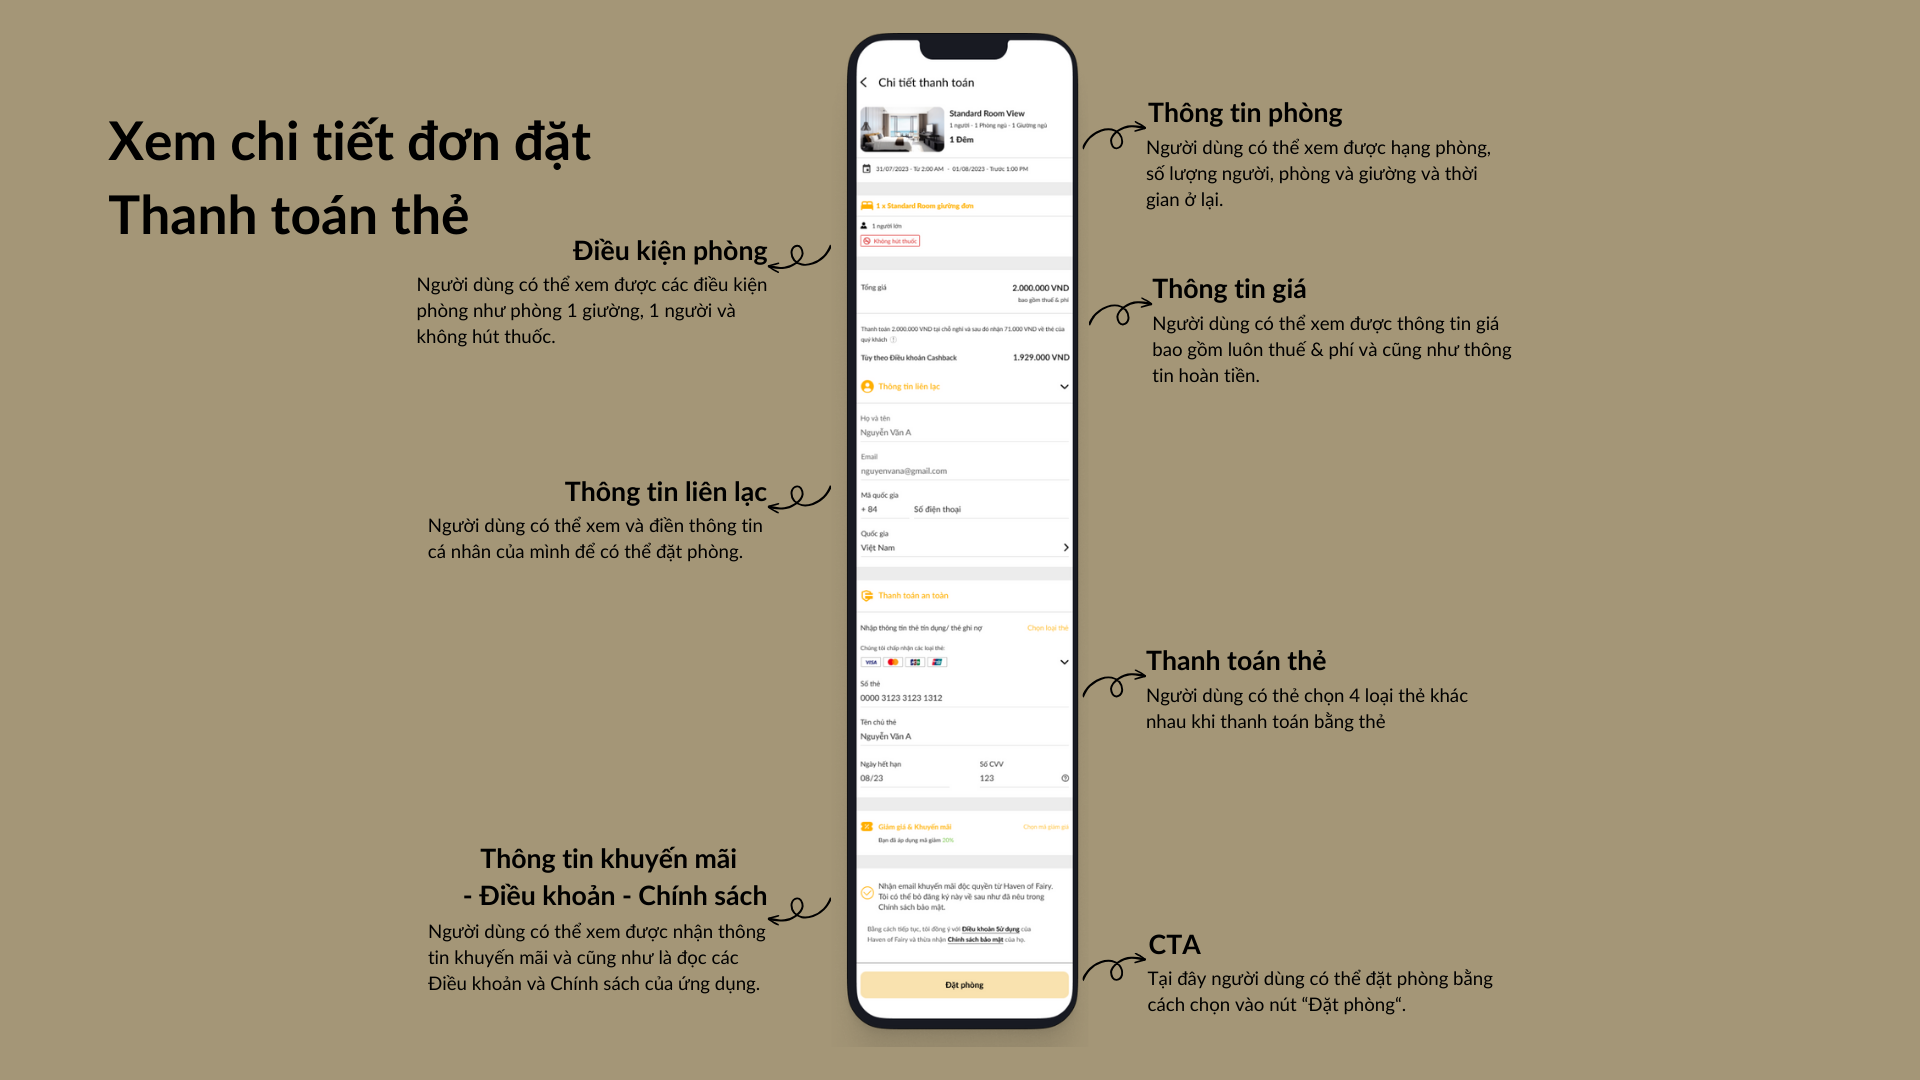 Xem chi tiết đơn đặt
Thanh toán thẻ
Điều kiện phòng
Người dùng có thể xem được các điều kiện
phòng như phòng 1 giường, 1 người và
không hút thuốc.
Thông tin liên lạc
Người dùng có thể xem và điền thông tin
cá nhân của mình để có thể đặt phòng.
Thông tin khuyến mãi
- Điều khoản - Chính sách
Người dùng có thể xem được nhận thông
tin khuyến mãi và cũng như là đọc các
Điều khoản và Chính sách của ứng dụng.
Chi tiết thanh toán
Standard Room View
1 người - 1 Phòng ngủ - 1 Giường ngủ
1 Đêm
31/07/2023 - Từ 2:00 AM - 01/08/2023 - Trước 1:00 PM
1 x Standard Room giường đơn
1 người lớn
Không hút thuốc
Tổng giá 2.000.000 VND
bao gồm thuế & phí
Thanh toán 2.000.000 VND tại chỗ nghỉ và sau đó nhận 71.000 VND về thẻ của
quý khách
Tùy theo Điều khoản Cashback 1.929.000 VND
Thông tin liên lạc
Họ và tên
Nguyễn Văn A
Email
nguyenvana@gmail.com
Mã quốc gia
+ 84 Số điện thoại
Quốc gia
Việt Nam
Thanh toán an toàn
Nhập thông tin thẻ tín dụng/ thẻ ghi nợ Chọn loại thẻ
Chúng tôi chấp nhận các loại thẻ:
VISA JCB
Số thẻ
0000 3123 3123 1312
Tên chủ thẻ
Nguyễn Văn A
Ngày hết hạn Số CVV
08/23 123
Giảm giá & Khuyến mãi Chọn mã giảm giá
Bạn đã áp dụng mã giảm 20%
Nhận email khuyến mãi độc quyền từ Haven of Fairy.
Tôi có thể bỏ đăng ký này về sau như đã nêu trong
Chính sách bảo mật.
Bằng cách tiếp tục, tôi đồng ý với Điều khoản Sử dụng của
Haven of Fairy và thừa nhận Chính sách bảo mật của họ.
Đặt phòng
Thông tin phòng
Người dùng có thể xem được hạng phòng,
số lượng người, phòng và giường và thời
gian ở lại.
Thông tin giá
Người dùng có thể xem được thông tin giá
bao gồm luôn thuế & phí và cũng như thông
tin hoàn tiền.
Thanh toán thẻ
Người dùng có thẻ chọn 4 loại thẻ khác
nhau khi thanh toán bằng thẻ
CTA
Tại đây người dùng có thể đặt phòng bằng
cách chọn vào nút “Đặt phòng“.